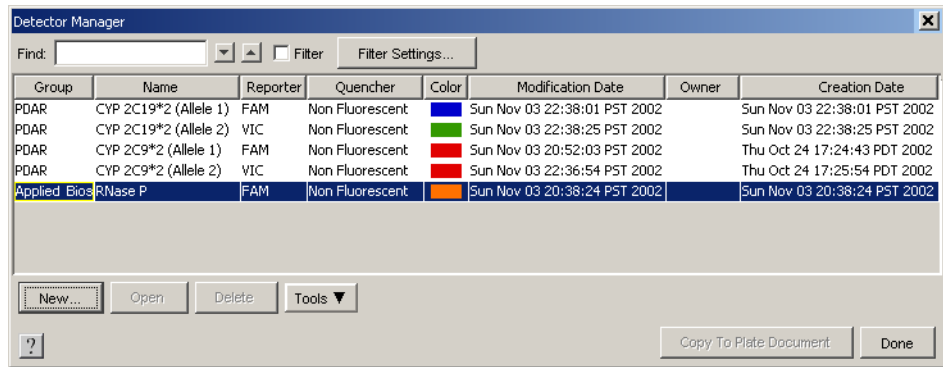 Detector Manager
Find: Filter Filter Settings...
Group Name Reporter Quencher Color Modification Date Owner Creation Date
PDAR CYP 2C19*2 (Allele 1) FAM Non Fluorescent Sun Nov 03 22:38:01 PST 2002 Sun Nov 03 22:38:01 PST 2002
PDAR CYP 2C19*2 (Allele 2) VIC Non Fluorescent Sun Nov 03 22:38:25 PST 2002 Sun Nov 03 22:38:25 PST 2002
PDAR CYP 2C9*2 (Allele 1) FAM Non Fluorescent Sun Nov 03 20:52:03 PST 2002 Thu Oct 24 17:24:43 PDT 2002
PDAR CYP 2C9*2 (Allele 2) VIC Non Fluorescent Sun Nov 03 22:36:54 PST 2002 Thu Oct 24 17:25:54 PDT 2002
Applied Bios RNase P FAM Non Fluorescent Sun Nov 03 20:38:24 PST 2002 Sun Nov 03 20:38:24 PST 2002
New... Open Delete Tools ▼
? Copy To Plate Document Done